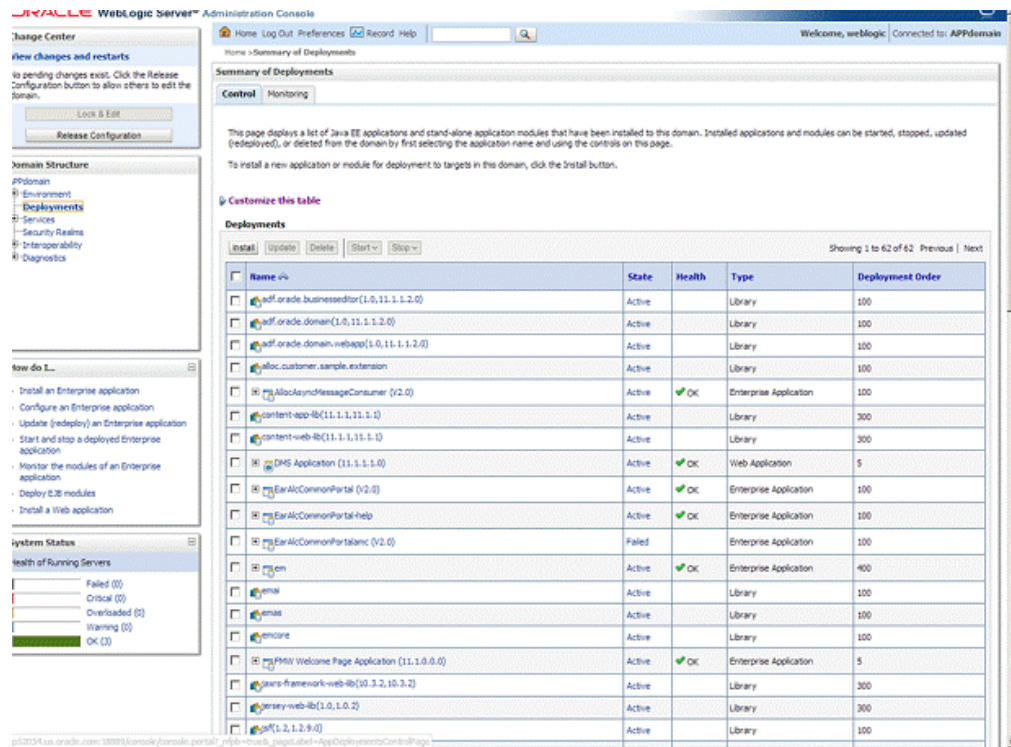 WebLogic Server® Administration Console
Change Center
View changes and restarts
No pending changes exist. Click the Release
Configuration button to allow others to edit the
domain.
Lock & Edit
Release Configuration
Domain Structure
APPdomain
Environment
Deployments
Services
Security Realms
Interoperability
Diagnostics
How do I...
Install an Enterprise application
Configure an Enterprise application
Update (redeploy) an Enterprise application
Start and stop a deployed Enterprise
application
Monitor the modules of an Enterprise
application
Deploy EJB modules
Install a Web application
System Status
Health of Running Servers
Failed (0)
Critical (0)
Overloaded (0)
Warning (0)
OK (3)
Home Log Out Preferences Record Help
Welcome, weblogic Connected to: APPdomain
Home >Summary of Deployments
Summary of Deployments
Control Monitoring
This page displays a list of Java EE applications and stand-alone application modules that have been installed to this domain. Installed applications and modules can be started, stopped, updated
(redeployed), or deleted from the domain by first selecting the application name and using the controls on this page.
To install a new application or module for deployment to targets in this domain, click the Install button.
Customize this table
Deployments
Install Update Delete Start Stop Showing 1 to 62 of 62 Previous | Next
Name State Health Type Deployment Order
adf.oracle.businesseditor(1.0,11.1.1.2.0) Active Library 100
adf.oracle.domain(1.0,11.1.1.2.0) Active Library 100
adf.oracle.domain.webapp(1.0,11.1.1.2.0) Active Library 100
alloc.customer.sample.extension Active Library 100
AllocAsyncMessageConsumer (V2.0) Active OK Enterprise Application 100
content-app-lib(11.1.1,11.1.1) Active Library 300
content-web-lib(11.1.1,11.1.1) Active Library 300
DMS Application (11.1.1.1.0) Active OK Web Application 5
EarAlcCommonPortal (V2.0) Active OK Enterprise Application 100
EarAlcCommonPortal-help Active OK Enterprise Application 100
EarAlcCommonPortalamc (V2.0) Failed Enterprise Application 100
em Active OK Enterprise Application 400
emai Active Library 100
emas Active Library 100
emcore Active Library 100
FMW Welcome Page Application (11.1.0.0.0) Active OK Enterprise Application 5
jaxrs-framework-web-lib(10.3.2,10.3.2) Active Library 300
jersey-web-lib(1.0,1.0.2) Active Library 300
jsf(1.2,1.2.9.0) Active Library 100